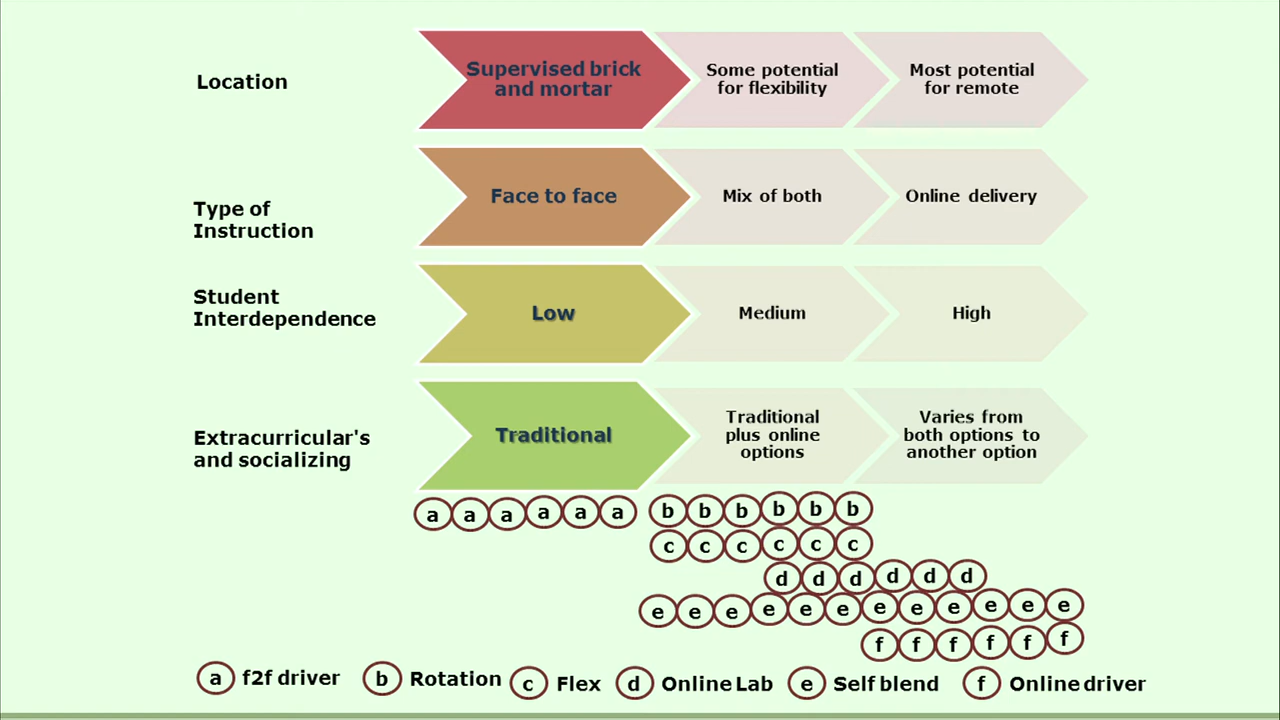 Location
Supervised brick
and mortar
Some potential
for flexibility
Most potential
for remote
Type of
Instruction
Face to face
Mix of both
Online delivery
Student
Interdependence
Low
Medium
High
Extracurricular's
and socializing
Traditional
Traditional
plus online
options
Varies from
both options to
another option
a a a a a a
b b b b b b
c c c c c c
d d d d d d
e e e e e e e e e e e e
f f f f f f
a f2f driver b Rotation c Flex d Online Lab e Self blend f Online driver